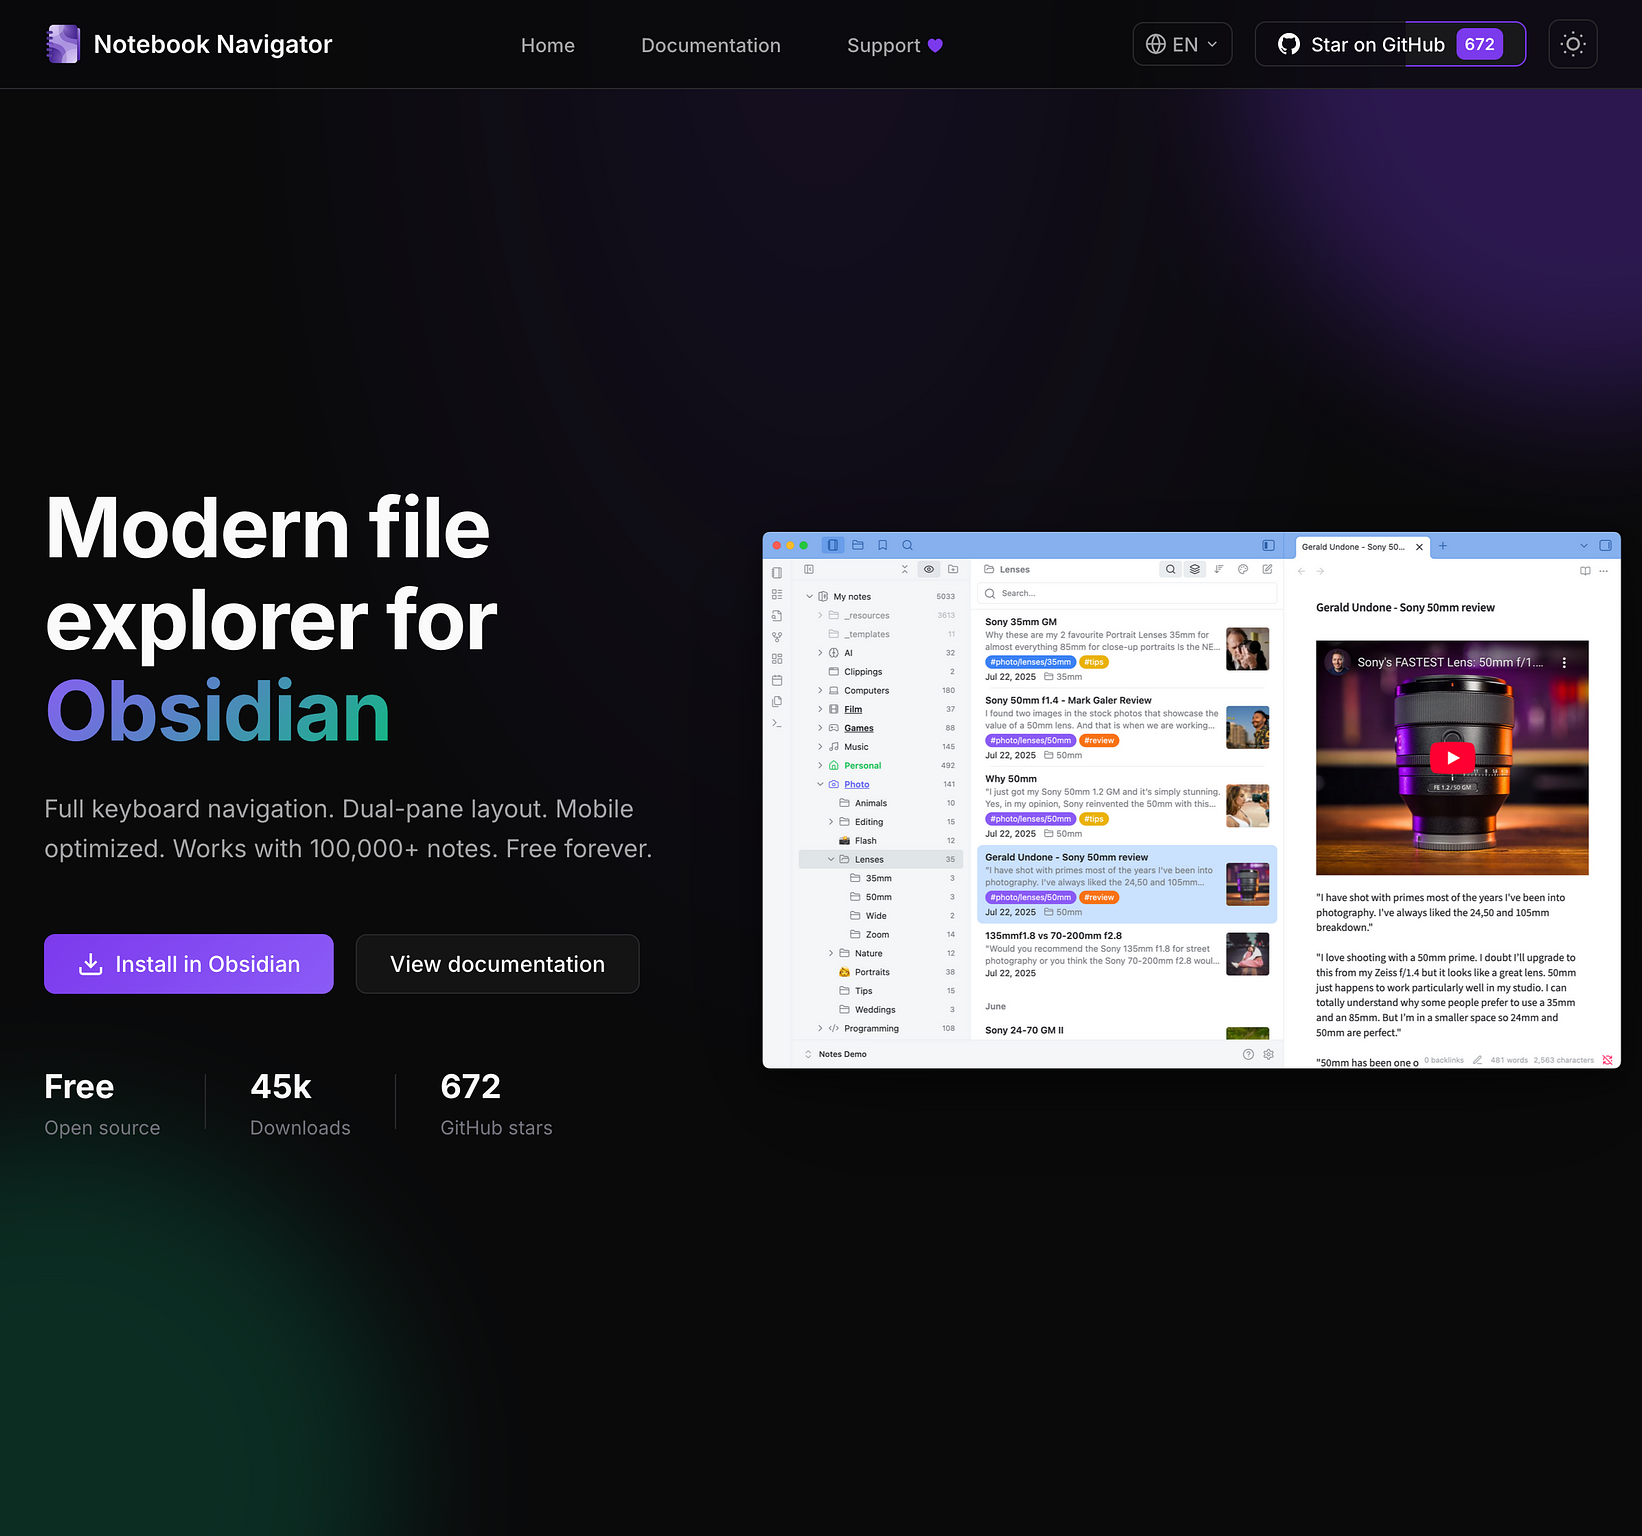 Notebook Navigator
Home
Documentation
Support
EN
Star on GitHub 672
Modern file
explorer for
Obsidian
Full keyboard navigation. Dual-pane layout. Mobile
optimized. Works with 100,000+ notes. Free forever.
Install in Obsidian
View documentation
Free
Open source
45k
Downloads
672
GitHub stars
My notes 5033
_resources 3613
_templates 11
AI 32
Clippings 2
Computers 180
Film 37
Games 88
Music 145
Personal 492
Photo 141
Animals 10
Editing 15
Flash 12
Lenses 35
35mm 3
50mm 3
Wide 2
Zoom 14
Nature 12
Portraits 38
Tips 15
Weddings 3
Programming 108
Notes Demo
Lenses
Search...
Sony 35mm GM
Why these are my 2 favourite Portrait Lenses 35mm for
almost everything 85mm for close-up portraits Is the NE...
#photo/lenses/35mm #tips
Jul 22, 2025 35mm
Sony 50mm f1.4 - Mark Galer Review
I found two images in the stock photos that showcase the
value of a 50mm lens. And that is when we are working...
#photo/lenses/50mm #review
Jul 22, 2025 50mm
Why 50mm
"I just got my Sony 50mm 1.2 GM and it's simply stunning.
Yes, in my opinion, Sony reinvented the 50mm with this...
#photo/lenses/50mm #tips
Jul 22, 2025 50mm
Gerald Undone - Sony 50mm review
"I have shot with primes most of the years I've been into
photography. I've always liked the 24,50 and 105mm...
#photo/lenses/50mm #review
Jul 22, 2025 50mm
135mmf1.8 vs 70-200mm f2.8
"Would you recommend the Sony 135mm f1.8 for street
photography or you think the Sony 70-200mm f2.8 woul...
Jul 22, 2025
June
Sony 24-70 GM II
Gerald Undone - Sony 50...
Gerald Undone - Sony 50mm review
Sony's FASTEST Lens: 50mm f/1....
FE 1.2/50 GM
"I have shot with primes most of the years I've been into
photography. I've always liked the 24,50 and 105mm
breakdown."
"I love shooting with a 50mm prime. I doubt I'll upgrade to
this from my Zeiss f/1.4 but it looks like a great lens. 50mm
just happens to work particularly well in my studio. I can
totally understand why some people prefer to use a 35mm
and an 85mm. But I'm in a smaller space so 24mm and
50mm are perfect."
"50mm has been one o
0 backlinks 481 words 2,563 characters